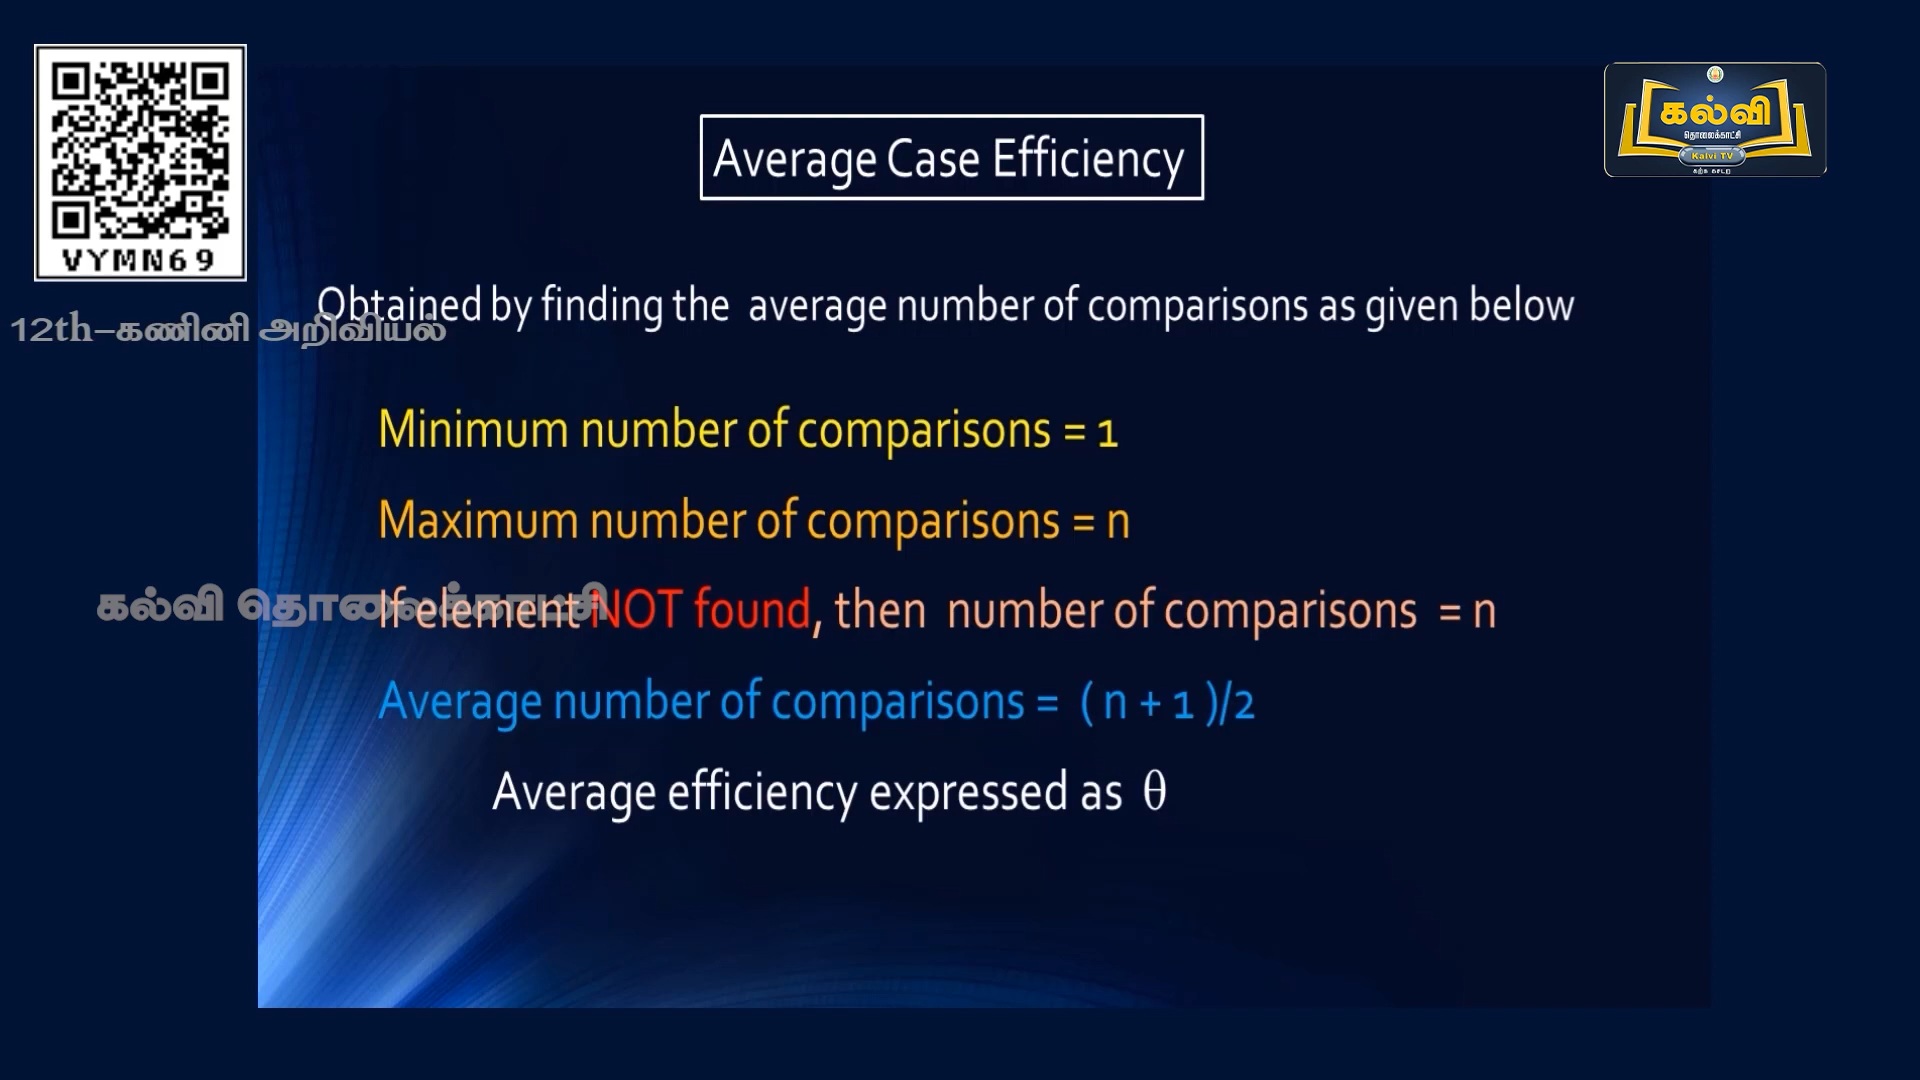 VYMN69
கல்வி
தொலைக்காட்சி
Kalvi TV
கற்க கசடற
Average Case Efficiency
Obtained by finding the average number of comparisons as given below
12th-கணினி அறிவியல்
Minimum number of comparisons = 1
Maximum number of comparisons = n
கல்வி தொலைக்காட்சி
If element NOT found, then number of comparisons = n
Average number of comparisons = ( n + 1 )/2
Average efficiency expressed as θ